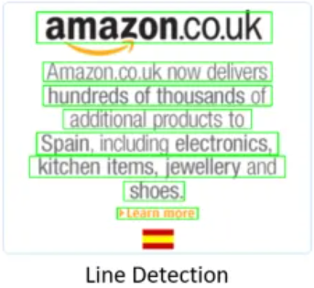 amazon.co.uk
Amazon.co.uk now delivers
hundreds of thousands of
additional products to
Spain, including electronics,
kitchen items, jewellery and
shoes.
Learn more
Line Detection